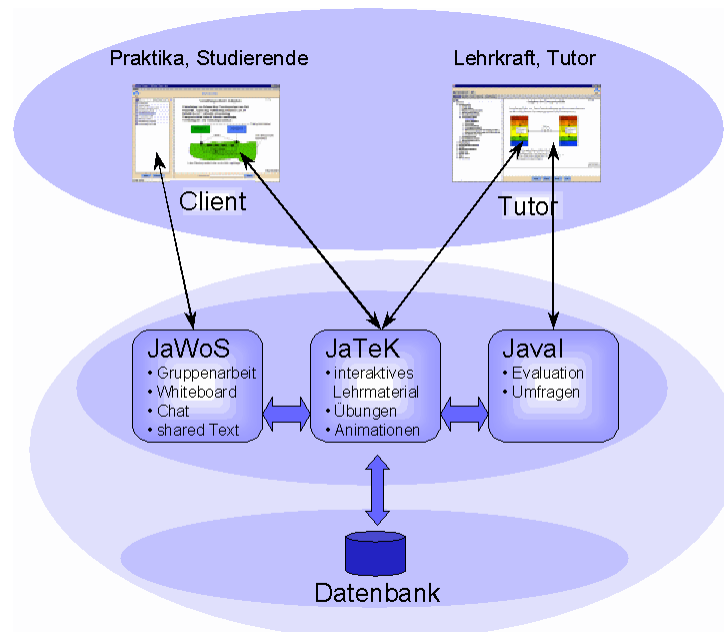 Praktika, Studierende
Lehrkraft, Tutor
Client
Tutor
JaWoS
• Gruppenarbeit
• Whiteboard
• Chat
• shared Text
JaTeK
• interaktives
Lehrmaterial
• Übungen
• Animationen
Javal
• Evaluation
• Umfragen
Datenbank